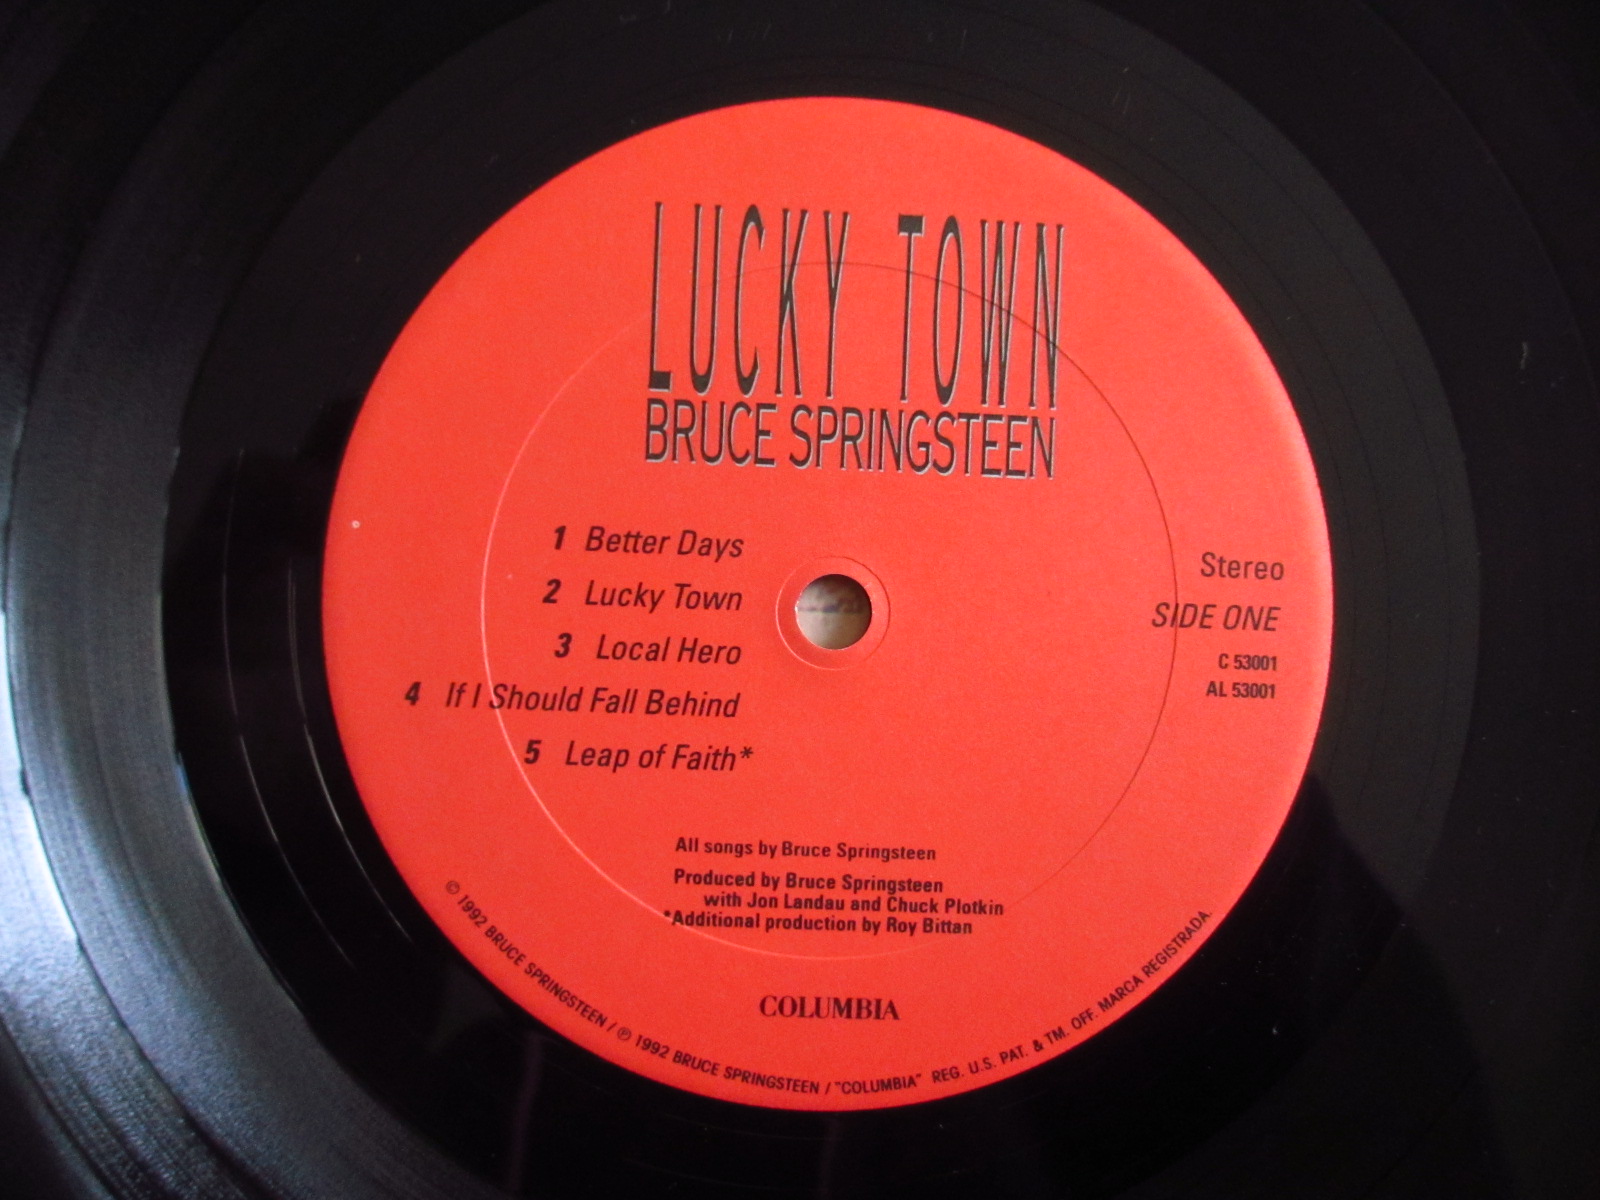 LUCKY TOWN
BRUCE SPRINGSTEEN
1 Better Days
2 Lucky Town
3 Local Hero
4 If I Should Fall Behind
5 Leap of Faith*
Stereo
SIDE ONE
C 53001
AL 53001
All songs by Bruce Springsteen
Produced by Bruce Springsteen
with Jon Landau and Chuck Plotkin
*Additional production by Roy Bittan
COLUMBIA
© 1992 BRUCE SPRINGSTEEN / ℗ 1992 BRUCE SPRINGSTEEN / "COLUMBIA" REG. U.S. PAT. & TM. OFF. MARCA REGISTRADA.